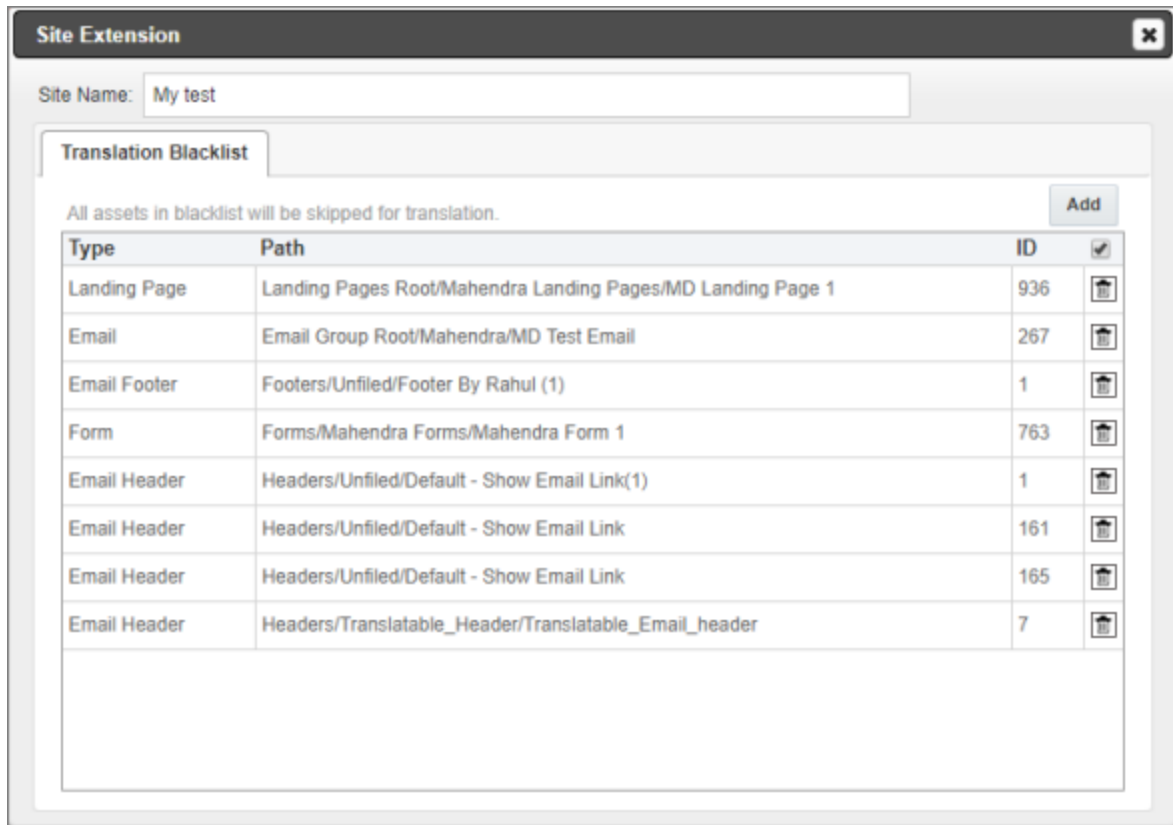 Site Extension
Site Name: My test
Translation Blacklist
All assets in blacklist will be skipped for translation.
Add
Type Path ID
Landing Page Landing Pages Root/Mahendra Landing Pages/MD Landing Page 1 936
Email Email Group Root/Mahendra/MD Test Email 267
Email Footer Footers/Unfiled/Footer By Rahul (1) 1
Form Forms/Mahendra Forms/Mahendra Form 1 763
Email Header Headers/Unfiled/Default - Show Email Link(1) 1
Email Header Headers/Unfiled/Default - Show Email Link 161
Email Header Headers/Unfiled/Default - Show Email Link 165
Email Header Headers/Translatable_Header/Translatable_Email_header 7